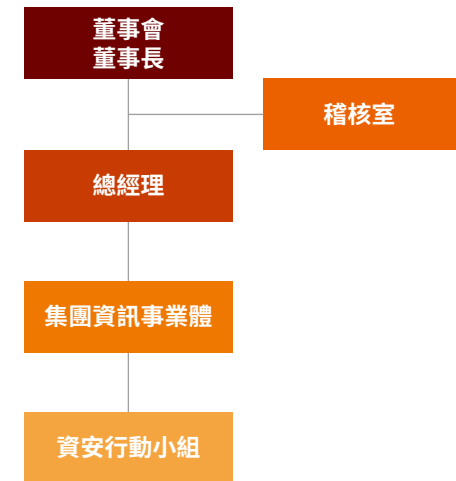 董事會
董事長
稽核室
總經理
集團資訊事業體
資安行動小組